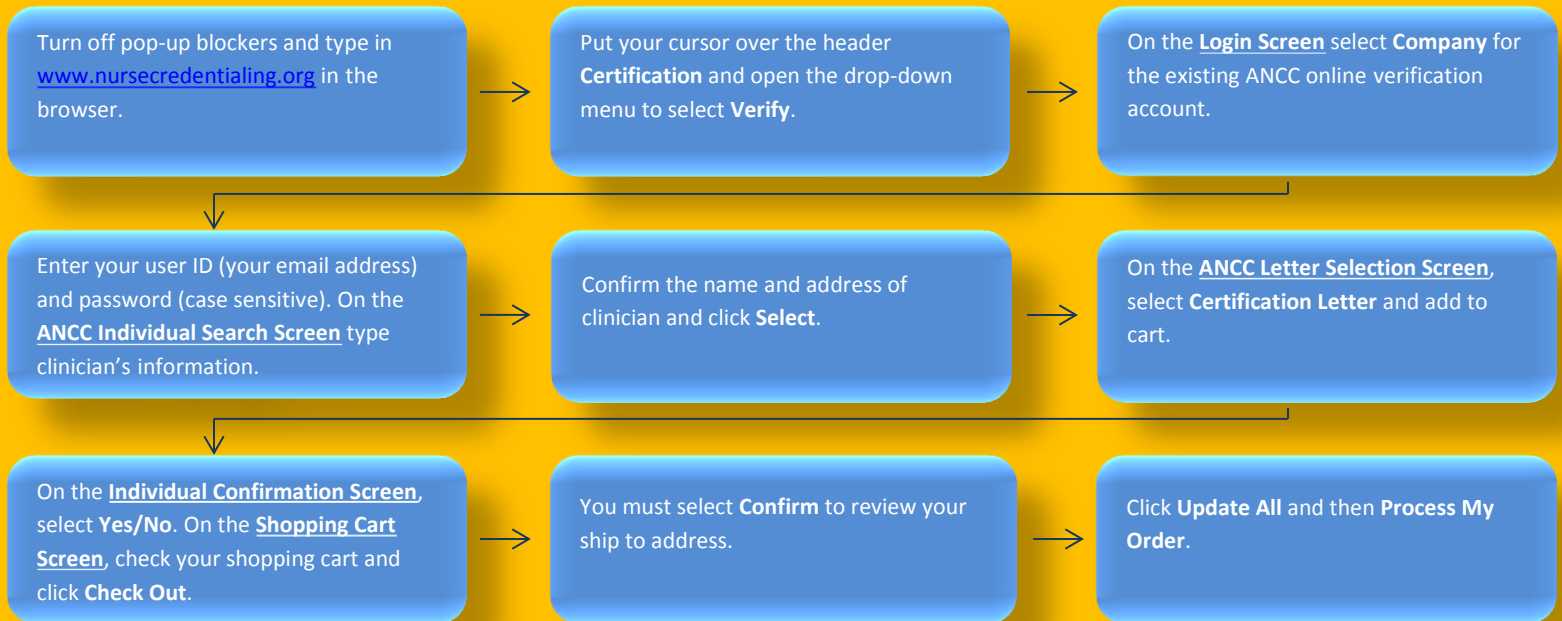 Turn off pop-up blockers and type in
www.nursecredentialing.org in the
browser.
Put your cursor over the header
Certification and open the drop-down
menu to select Verify.
On the Login Screen select Company for
the existing ANCC online verification
account.
Enter your user ID (your email address)
and password (case sensitive). On the
ANCC Individual Search Screen type
clinician’s information.
Confirm the name and address of
clinician and click Select.
On the ANCC Letter Selection Screen,
select Certification Letter and add to
cart.
On the Individual Confirmation Screen,
select Yes/No. On the Shopping Cart
Screen, check your shopping cart and
click Check Out.
You must select Confirm to review your
ship to address.
Click Update All and then Process My
Order.